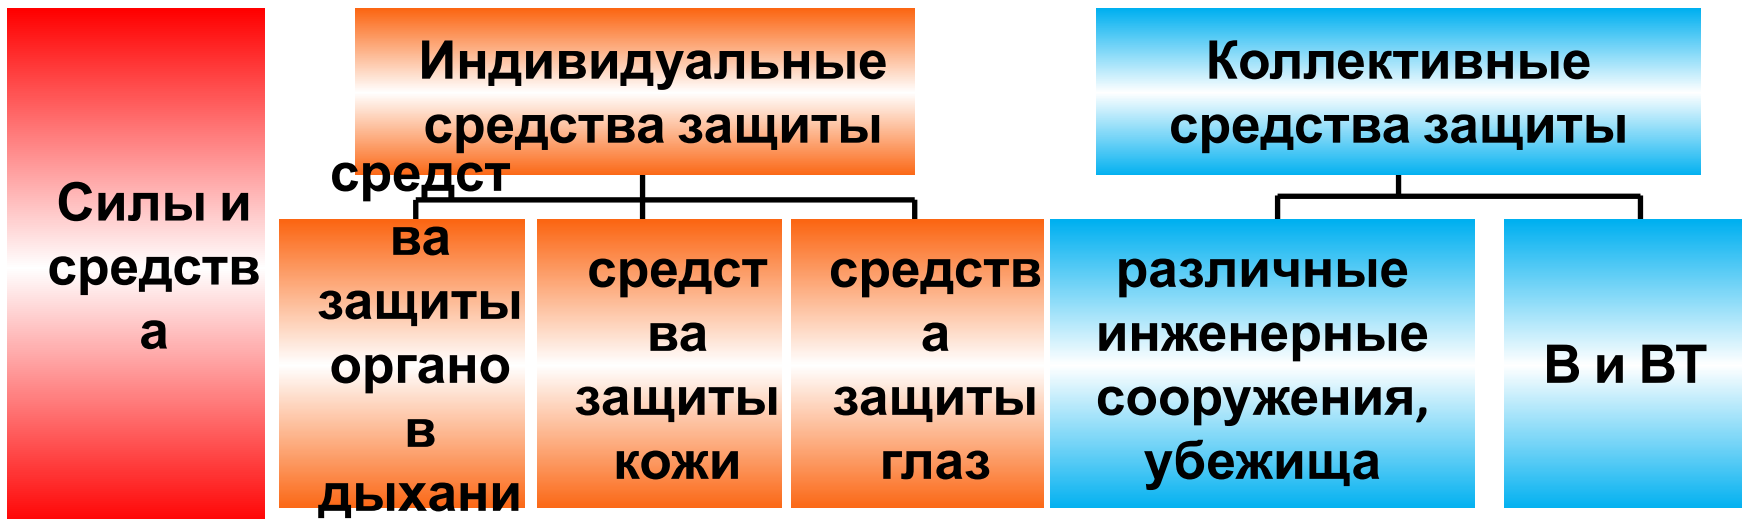 Силы и
средств
а
Индивидуальные
средства защиты
Коллективные
средства защиты
средст
ва
защиты
органо
в
дыхани
средст
ва
защиты
кожи
средств
а
защиты
глаз
различные
инженерные
сооружения,
убежища
В и ВТ